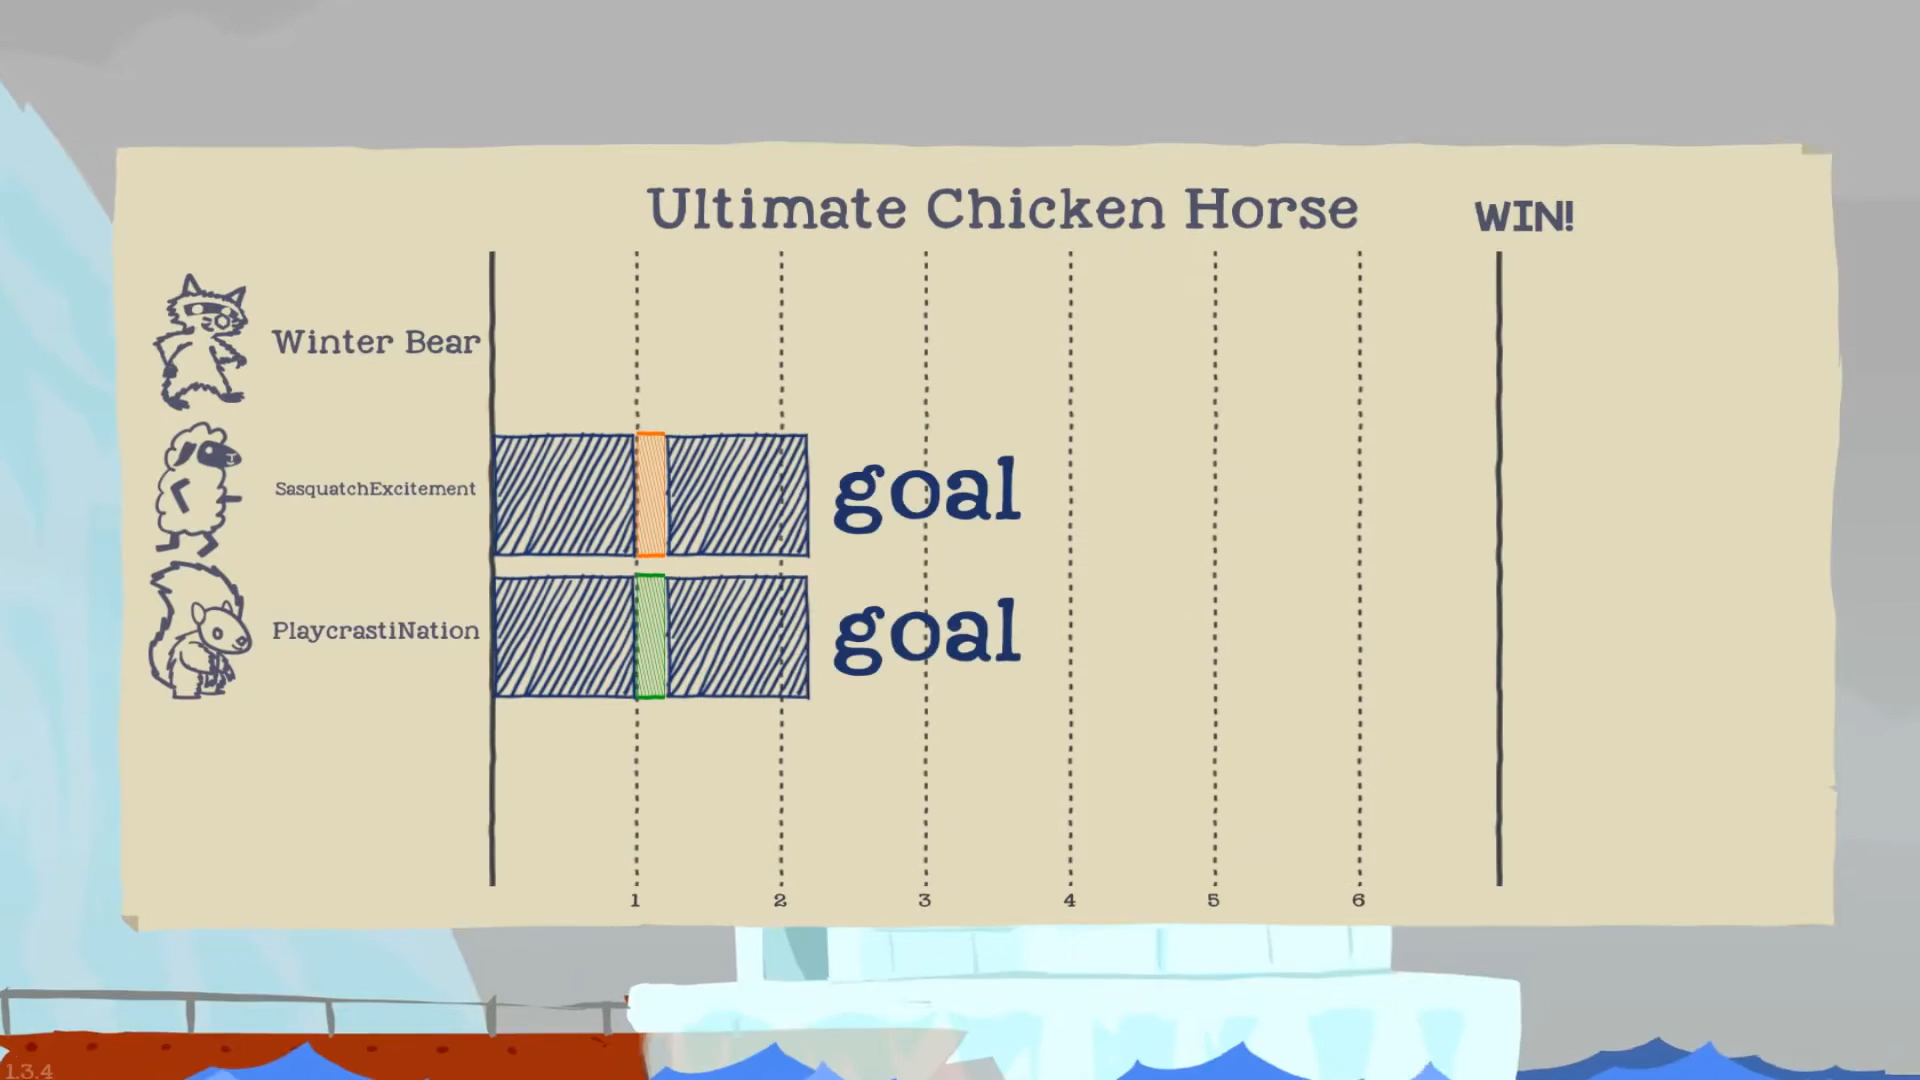 Ultimate Chicken Horse
WIN!
Winter Bear
SasquatchExcitement
goal
PlaycrastiNation
goal
1 2 3 4 5 6
1.3.4